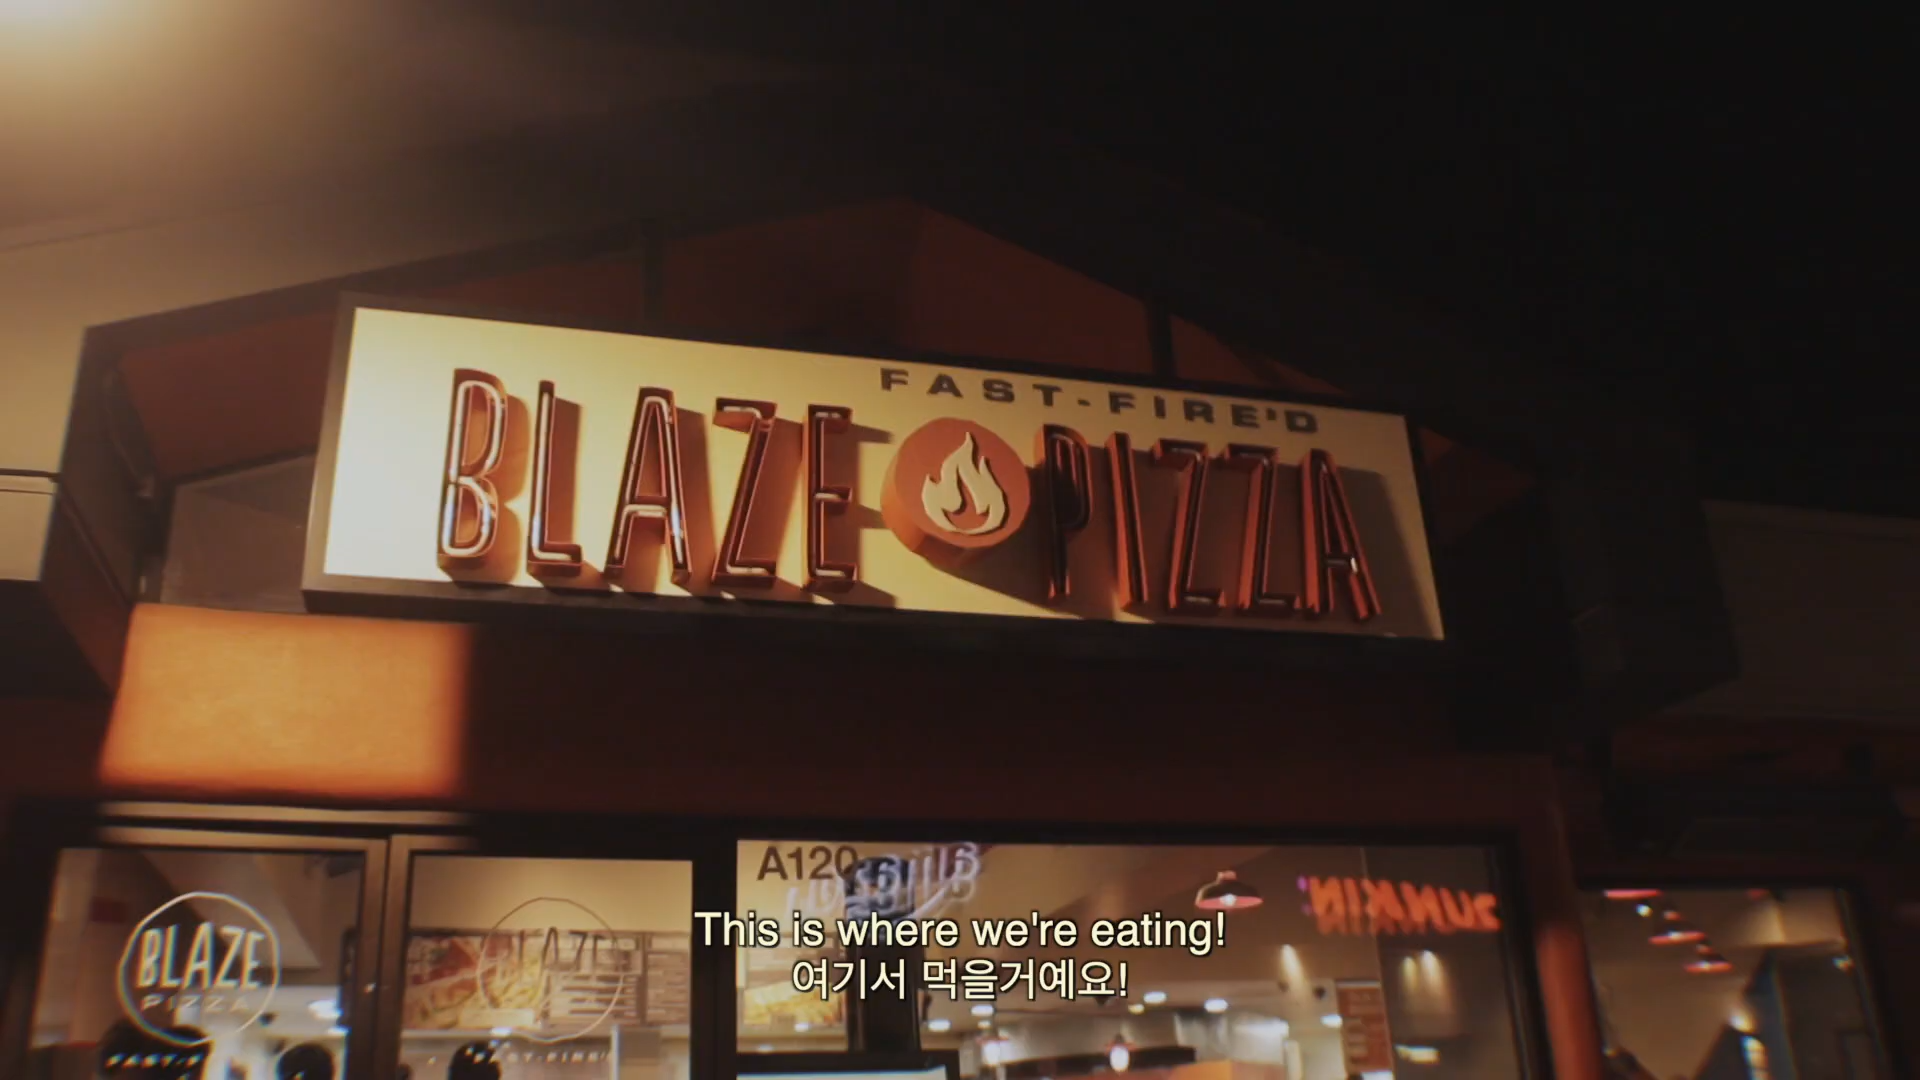 FAST-FIRE'D
BLAZE PIZZA
A120
BLAZE
PIZZA
BLAZE
This is where we're eating!
여기서 먹을거예요!